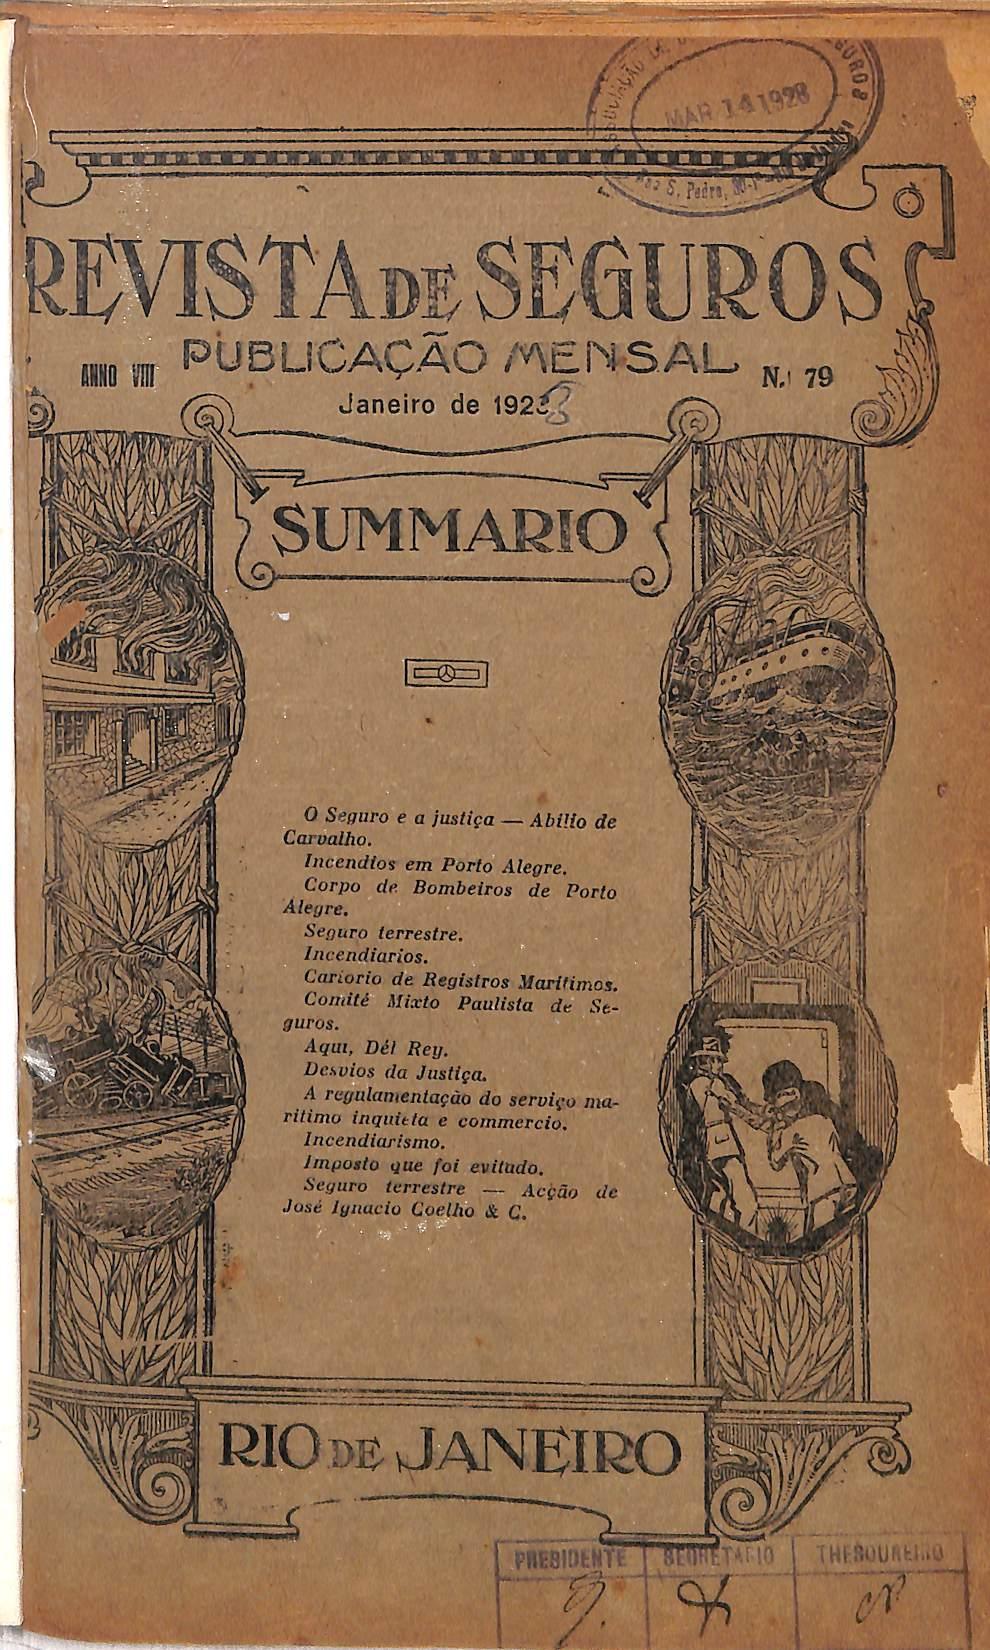 MAR 14 1928
Rua S. Pedro,
REVISTA DE SEGUROS
PUBLICAÇÃO MENSAL
ANNO VIII
N. 79
Janeiro de 1928
SUMMARIO
O Seguro e a justiça — Abilio de
Carvalho.
Incendios em Porto Alegre.
Corpo de Bombeiros de Porto
Alegre.
Seguro terrestre.
Incendiarios.
Cartorio de Registros Maritimos.
Comité Mixto Paulista de Se-
guros.
Aqui, Dél Rey.
Desvios da Justiça.
A regulamentação do serviço ma-
ritimo inquieta e commercio.
Incendiarismo.
Imposto que foi evitado.
Seguro terrestre — Acção de
José Ignacio Coelho & C.
RIO DE JANEIRO
PRESIDENTE SECRETARIO THESOUREIRO